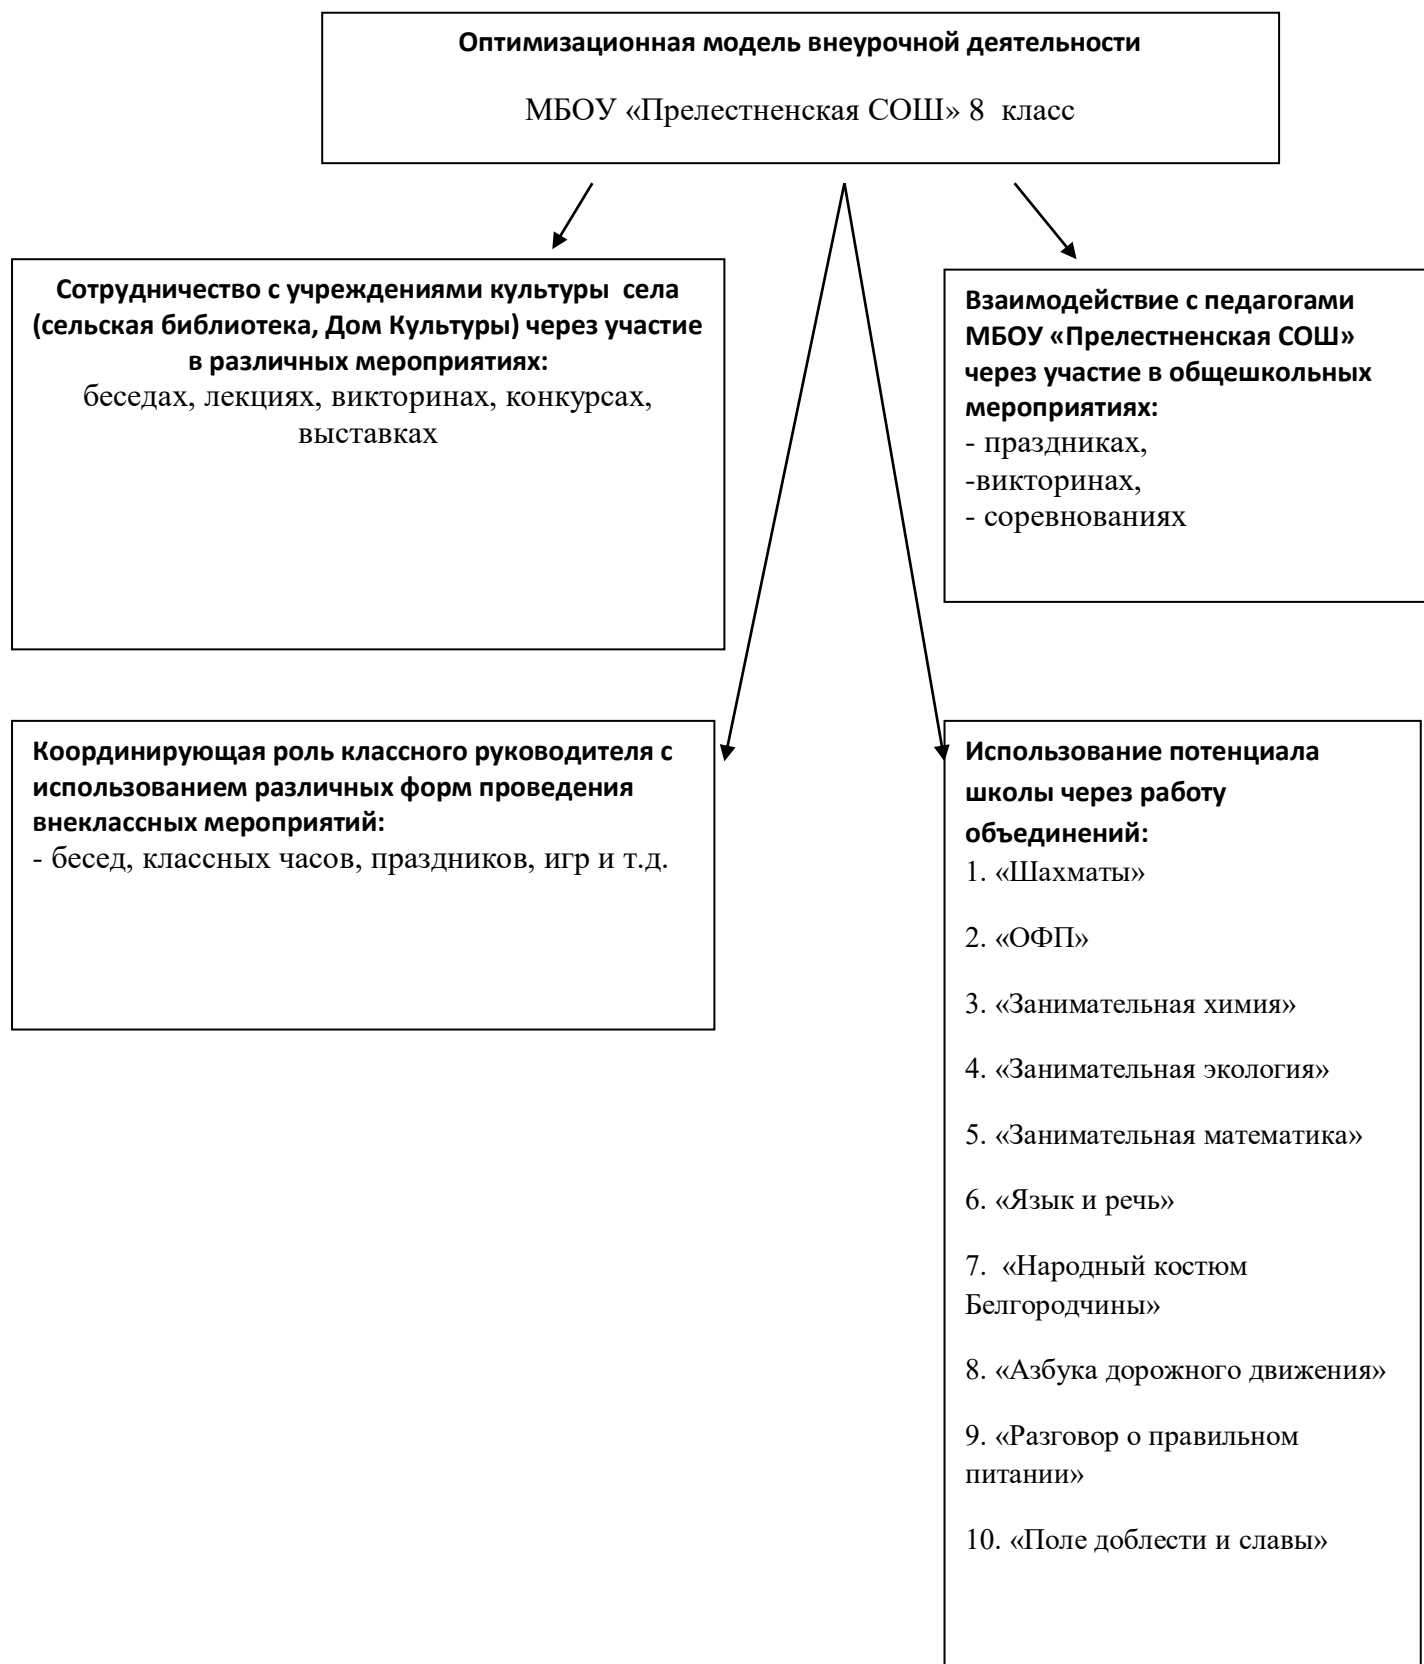 Оптимизационная модель внеурочной деятельности
МБОУ «Прелестненская СОШ» 8 класс
Сотрудничество с учреждениями культуры села
(сельская библиотека, Дом Культуры) через участие
в различных мероприятиях:
беседах, лекциях, викторинах, конкурсах,
выставках
Взаимодействие с педагогами
МБОУ «Прелестненская СОШ»
через участие в общешкольных
мероприятиях:
- праздниках,
-викторинах,
- соревнованиях
Координирующая роль классного руководителя с
использованием различных форм проведения
внеклассных мероприятий:
- бесед, классных часов, праздников, игр и т.д.
Использование потенциала
школы через работу
объединений:
1. «Шахматы»
2. «ОФП»
3. «Занимательная химия»
4. «Занимательная экология»
5. «Занимательная математика»
6. «Язык и речь»
7. «Народный костюм
Белгородчины»
8. «Азбука дорожного движения»
9. «Разговор о правильном
питании»
10. «Поле доблести и славы»